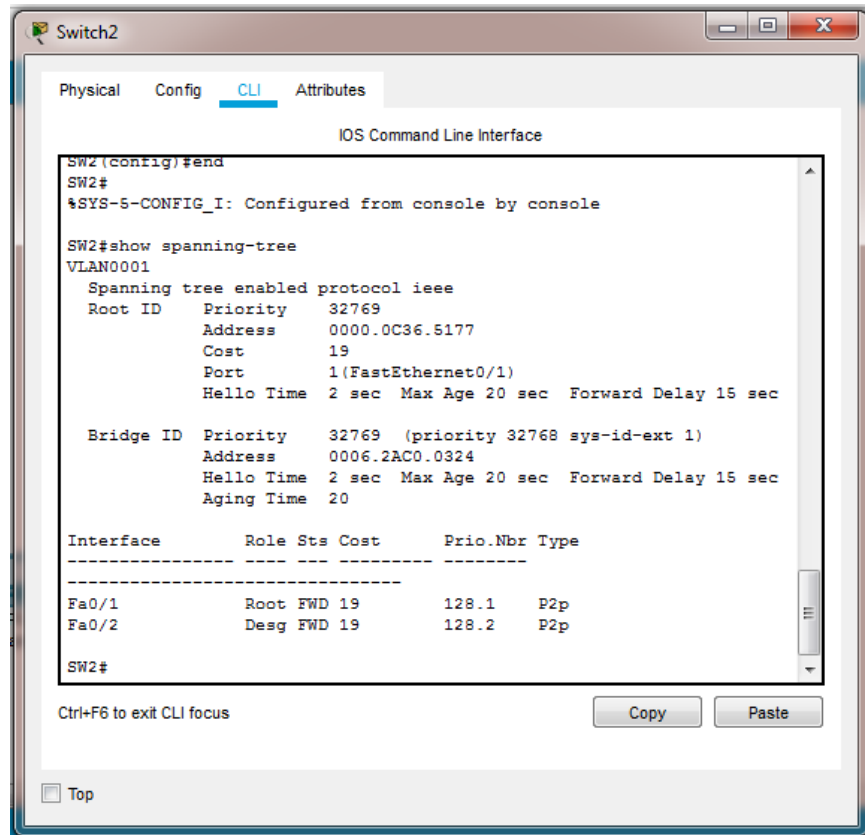 Switch2
Physical Config CLI Attributes
IOS Command Line Interface
SW2(config)#end
SW2#
%SYS-5-CONFIG_I: Configured from console by console
SW2#show spanning-tree
VLAN0001
Spanning tree enabled protocol ieee
Root ID Priority 32769
Address 0000.0C36.5177
Cost 19
Port 1(FastEthernet0/1)
Hello Time 2 sec Max Age 20 sec Forward Delay 15 sec
Bridge ID Priority 32769 (priority 32768 sys-id-ext 1)
Address 0006.2AC0.0324
Hello Time 2 sec Max Age 20 sec Forward Delay 15 sec
Aging Time 20
Interface Role Sts Cost Prio.Nbr Type
---------------- ---- --- --------- --------
--------------------------------
Fa0/1 Root FWD 19 128.1 P2p
Fa0/2 Desg FWD 19 128.2 P2p
SW2#
Ctrl+F6 to exit CLI focus
Copy Paste
Top